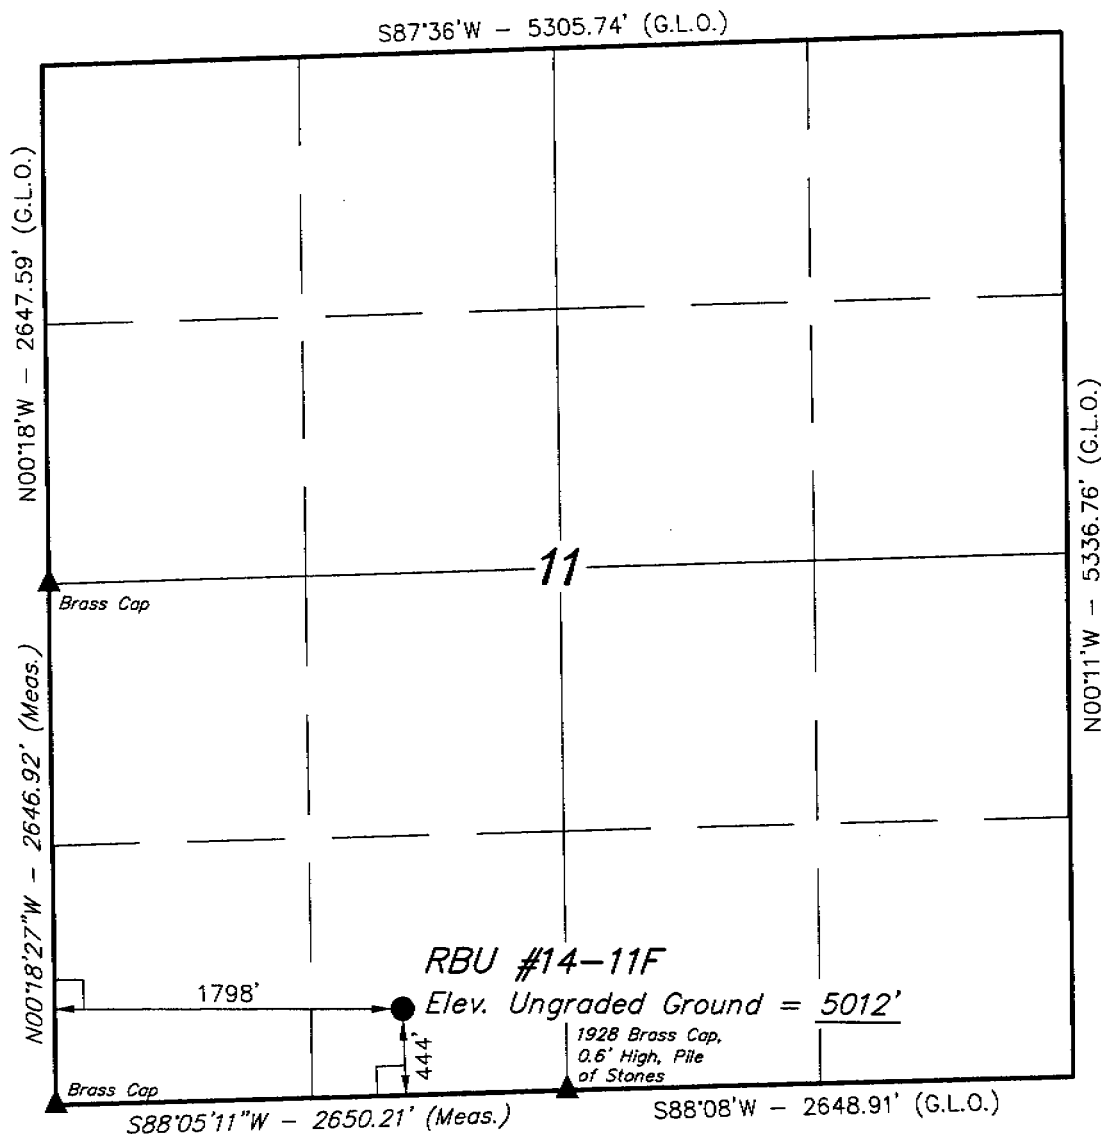 S87°36'W - 5305.74' (G.L.O.)
N00°18'W - 2647.59' (G.L.O.)
N00°11'W - 5336.76' (G.L.O.)
11
Brass Cap
N00°18'27"W - 2646.92' (Meas.)
RBU #14-11F
1798'
Elev. Ungraded Ground = 5012'
444'
1928 Brass Cap,
0.6' High, Pile
of Stones
Brass Cap
S88°05'11"W - 2650.21' (Meas.)
S88°08'W - 2648.91' (G.L.O.)